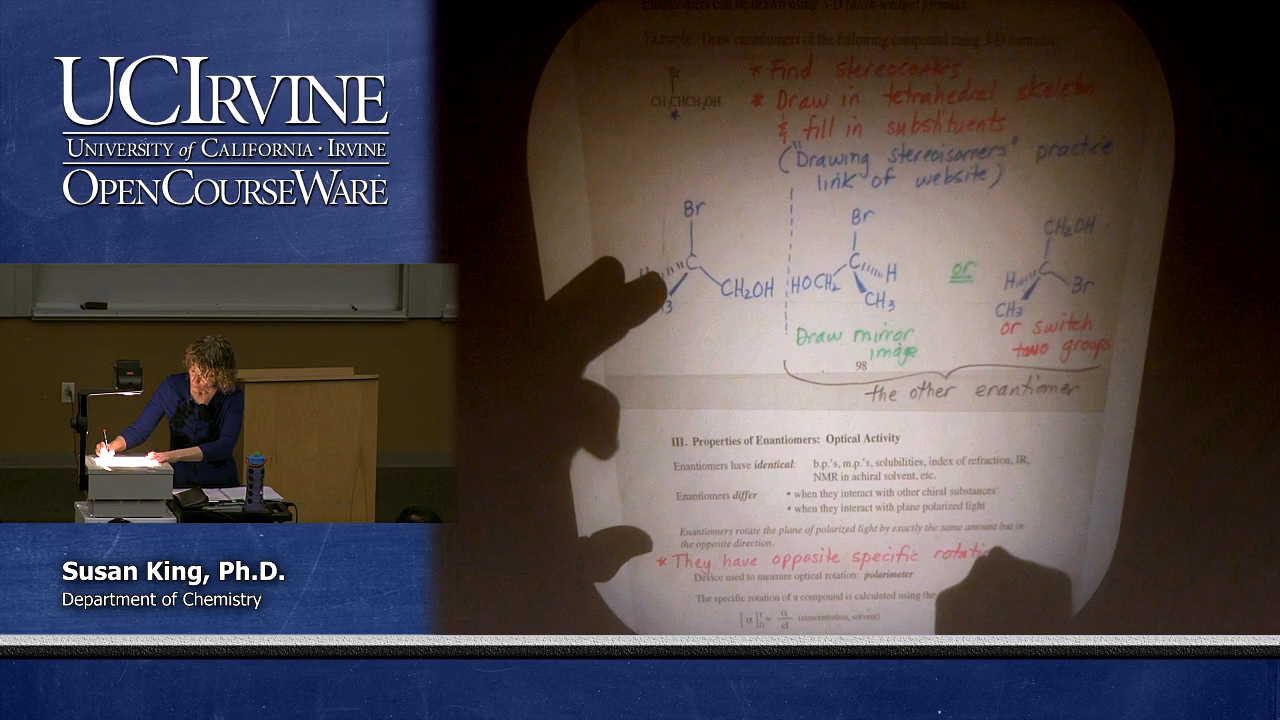 UCIRVINE
UNIVERSITY of CALIFORNIA · IRVINE
OPENCOURSEWARE
Susan King, Ph.D.
Department of Chemistry
Enantiomers can be drawn using 3-D (dash-wedge) formula.
Example: Draw enantiomers of the following compound using 3-D formulas:
Br
CH₃CHCH₂OH
*
* Find stereocenters
* Draw in tetrahedral skeleton
& fill in substituents
("Drawing stereoisomers" practice
link of website)
Br
C
CH₂OH
3
Br
C
H
HOCH₂
CH₃
Draw mirror
image
or
CH₂OH
H
C
Br
CH₃
or switch
two groups
98
the other enantiomer
III. Properties of Enantiomers: Optical Activity
Enantiomers have identical: b.p.'s, m.p.'s, solubilities, index of refraction, IR,
NMR in achiral solvent, etc.
Enantiomers differ • when they interact with other chiral substances
• when they interact with plane polarized light
Enantiomers rotate the plane of polarized light by exactly the same amount but in
the opposite direction.
* They have opposite specific rotati
Device used to measure optical rotation: polarimeter
The specific rotation of a compound is calculated using the
(concentration, solvent)